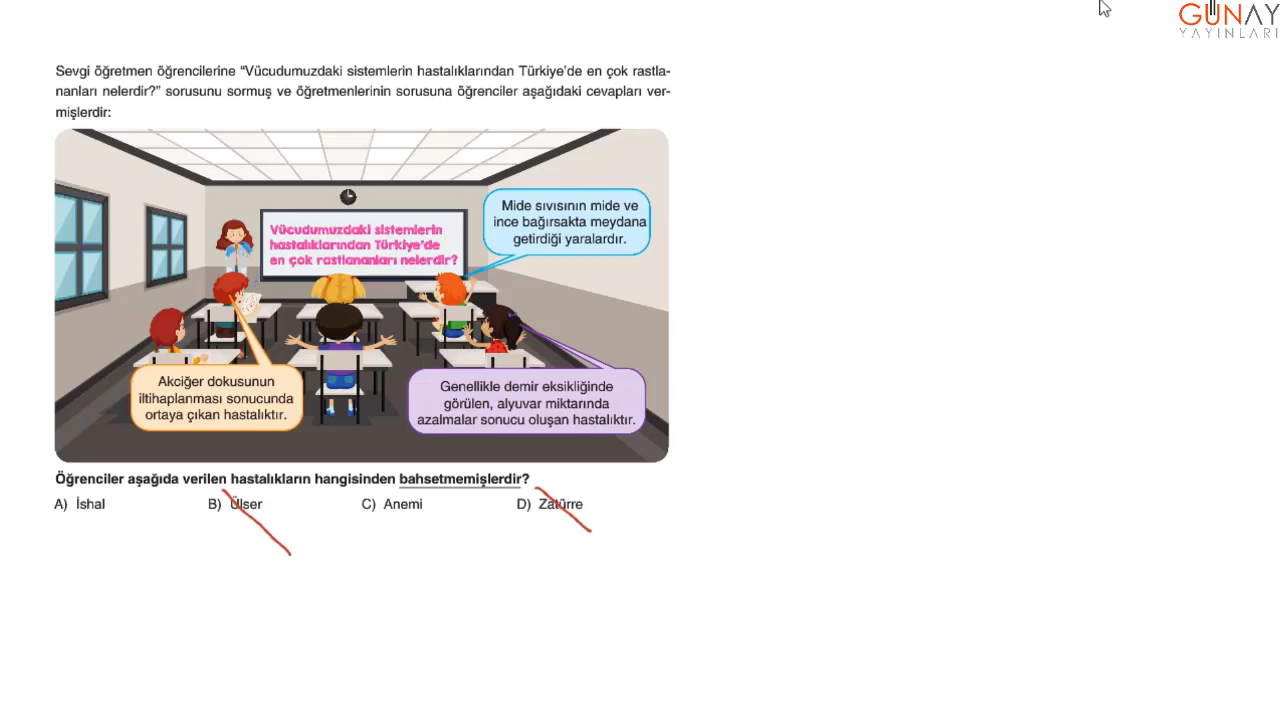 GÜNAY
YAYINLARI
Sevgi öğretmen öğrencilerine “Vücudumuzdaki sistemlerin hastalıklarından Türkiye’de en çok rastla-
nanları nelerdir?” sorusunu sormuş ve öğretmenlerinin sorusuna öğrenciler aşağıdaki cevapları ver-
mişlerdir:
Mide sıvısının mide ve
ince bağırsakta meydana
getirdiği yaralardır.
Vücudumuzdaki sistemlerin
hastalıklarından Türkiye’de
en çok rastlananları nelerdir?
Akciğer dokusunun
iltihaplanması sonucunda
ortaya çıkan hastalıktır.
Genellikle demir eksikliğinde
görülen, alyuvar miktarında
azalmalar sonucu oluşan hastalıktır.
Öğrenciler aşağıda verilen hastalıkların hangisinden bahsetmemişlerdir?
A) İshal B) Ülser C) Anemi D) Zatürre